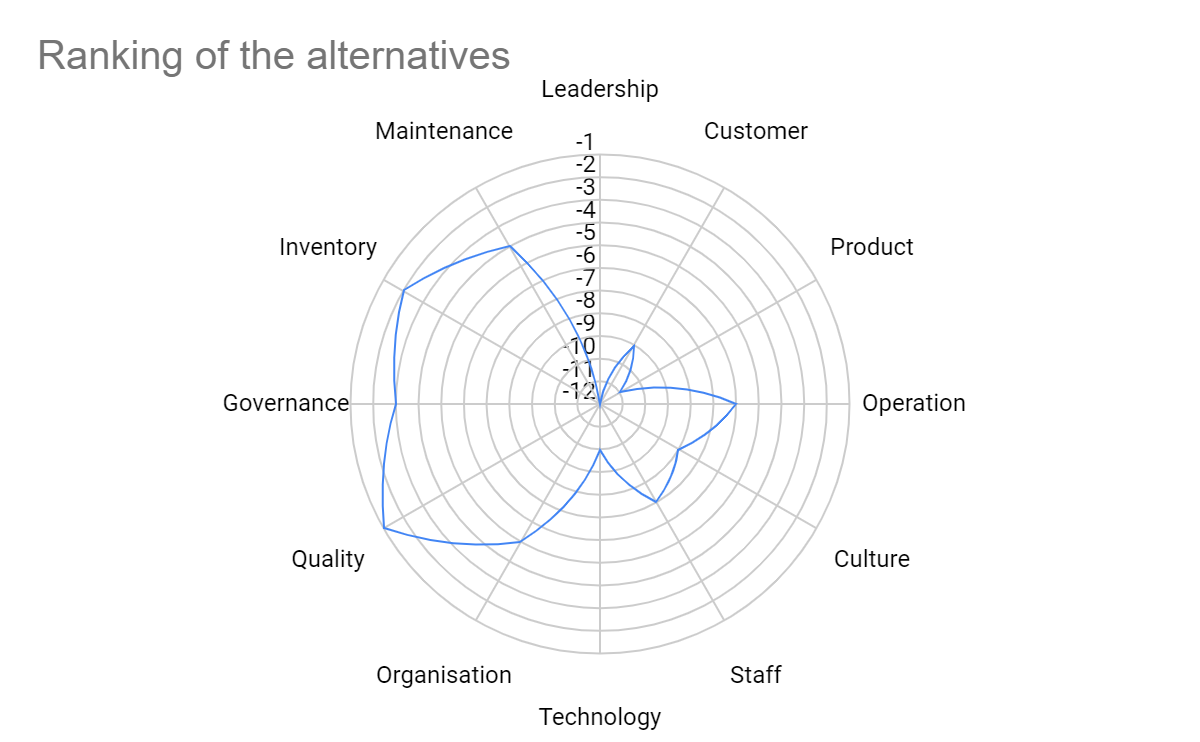 Ranking of the alternatives
Leadership
Maintenance
Customer
-1
-2
-3
-4
-5
-6
-7
-8
-9
-10
-11
-12
Inventory
Product
Governance
Operation
Quality
Culture
Organisation
Staff
Technology